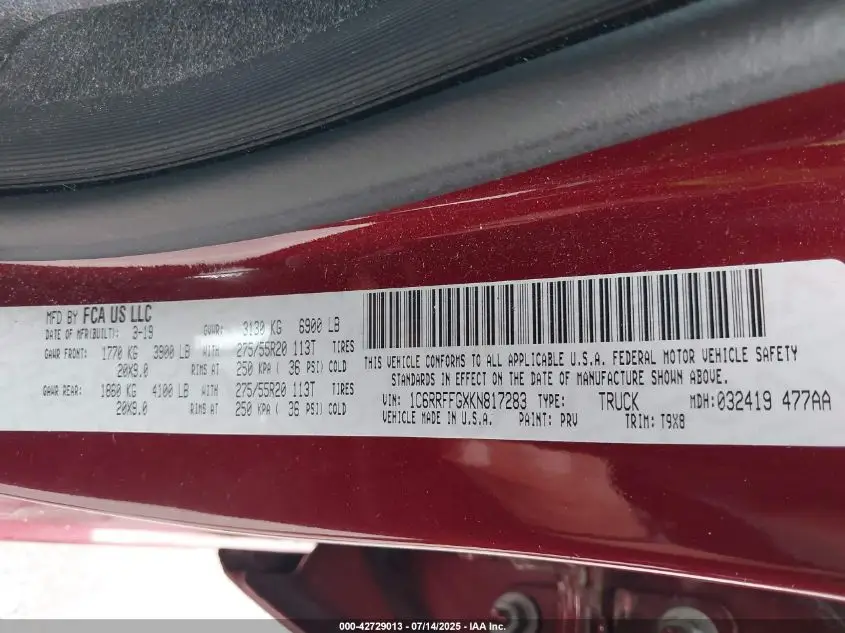 MFD BY FCA US LLC
DATE OF MFR(BUILT): 3-19 GVWR: 3130 KG 6900 LB
GAWR FRONT: 1770 KG 3900 LB WITH 275/55R20 113T TIRES
20X9.0 RIMS AT 250 KPA ( 36 PSI) COLD
GAWR REAR: 1860 KG 4100 LB WITH 275/55R20 113T TIRES
20X9.0 RIMS AT 250 KPA ( 36 PSI) COLD
THIS VEHICLE CONFORMS TO ALL APPLICABLE U.S.A. FEDERAL MOTOR VEHICLE SAFETY
STANDARDS IN EFFECT ON THE DATE OF MANUFACTURE SHOWN ABOVE.
VIN: 1C6RRFFGXKN817283 TYPE: TRUCK MDH: 032419 477AA
VEHICLE MADE IN U.S.A. PAINT: PRV TRIM: T9X8
000-42729013 - 07/14/2025 - IAA Inc.